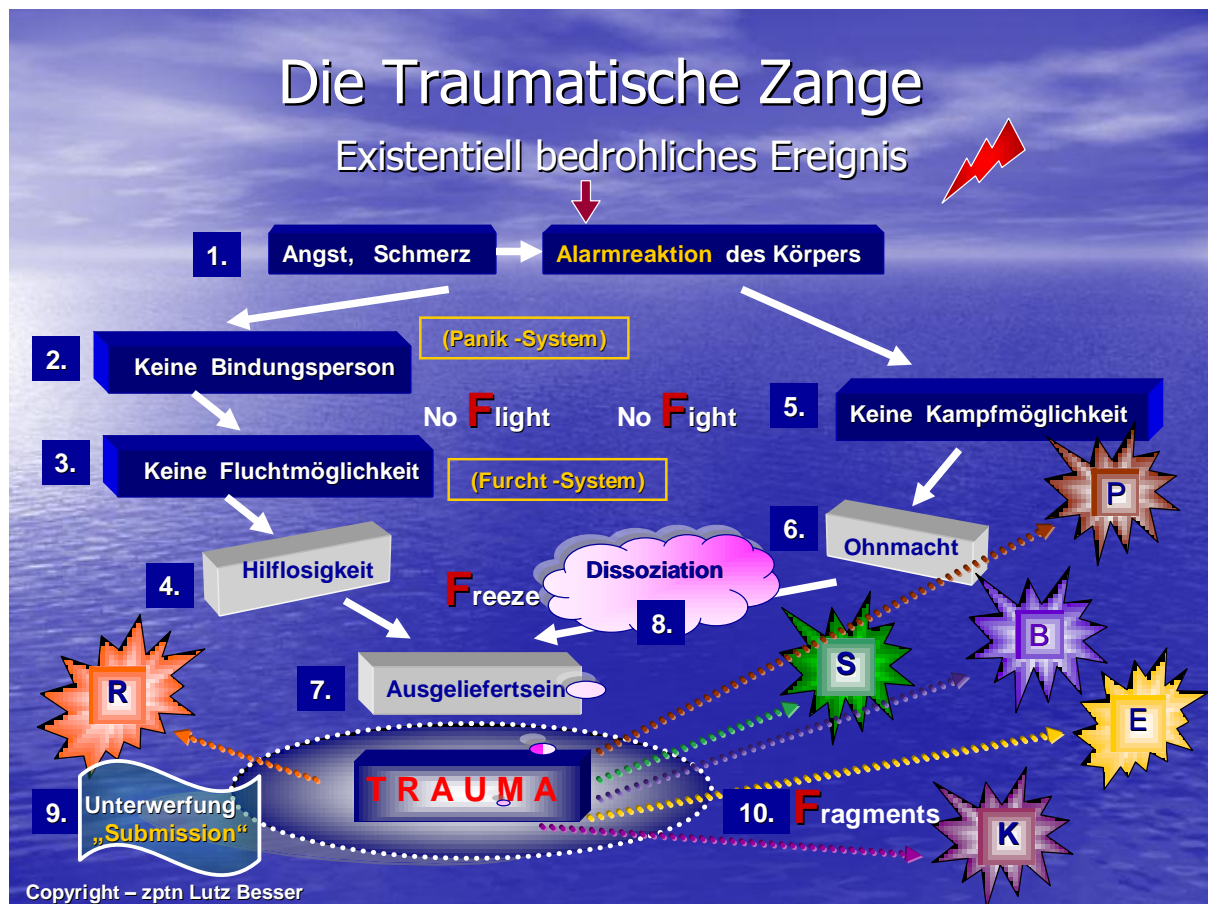 Die Traumatische Zange
Existentiell bedrohliches Ereignis
1.
Angst, Schmerz
Alarmreaktion des Körpers
2.
Keine Bindungsperson
(Panik -System)
No Flight
No Fight
5.
Keine Kampfmöglichkeit
3.
Keine Fluchtmöglichkeit
(Furcht -System)
P
4.
Hilflosigkeit
Freeze
Dissoziation
8.
6.
Ohnmacht
B
S
R
7.
Ausgeliefertsein
E
TRAUMA
9.
Unterwerfung
„Submission“
10.
Fragments
K
Copyright – zptn Lutz Besser